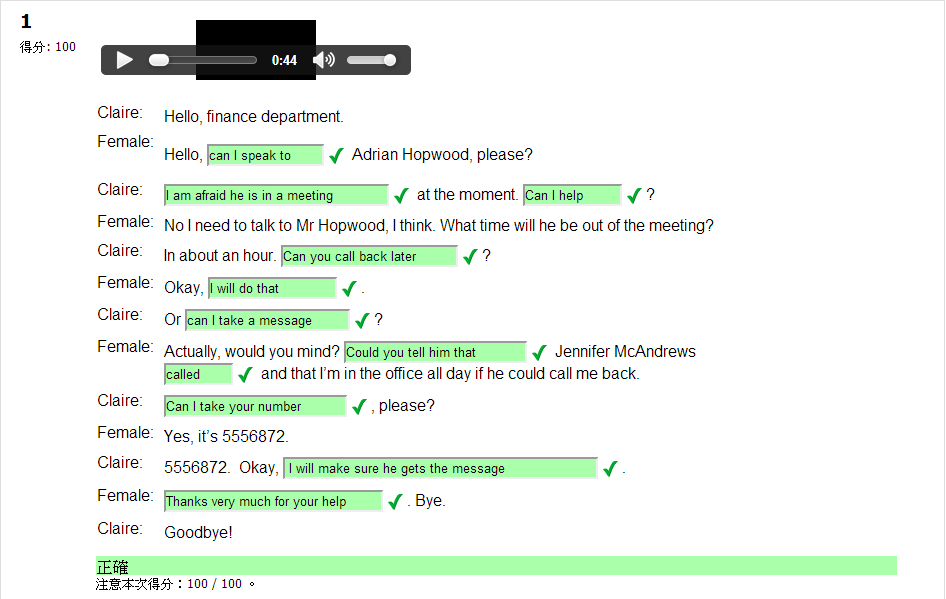 1
得分: 100
0:44
Claire: Hello, finance department.
Female: Hello, can I speak to Adrian Hopwood, please?
Claire: I am afraid he is in a meeting at the moment. Can I help ?
Female: No I need to talk to Mr Hopwood, I think. What time will he be out of the meeting?
Claire: In about an hour. Can you call back later ?
Female: Okay, I will do that .
Claire: Or can I take a message ?
Female: Actually, would you mind? Could you tell him that Jennifer McAndrews
called and that I’m in the office all day if he could call me back.
Claire: Can I take your number , please?
Female: Yes, it’s 5556872.
Claire: 5556872. Okay, I will make sure he gets the message .
Female: Thanks very much for your help . Bye.
Claire: Goodbye!
正確
注意本次得分：100 / 100 。